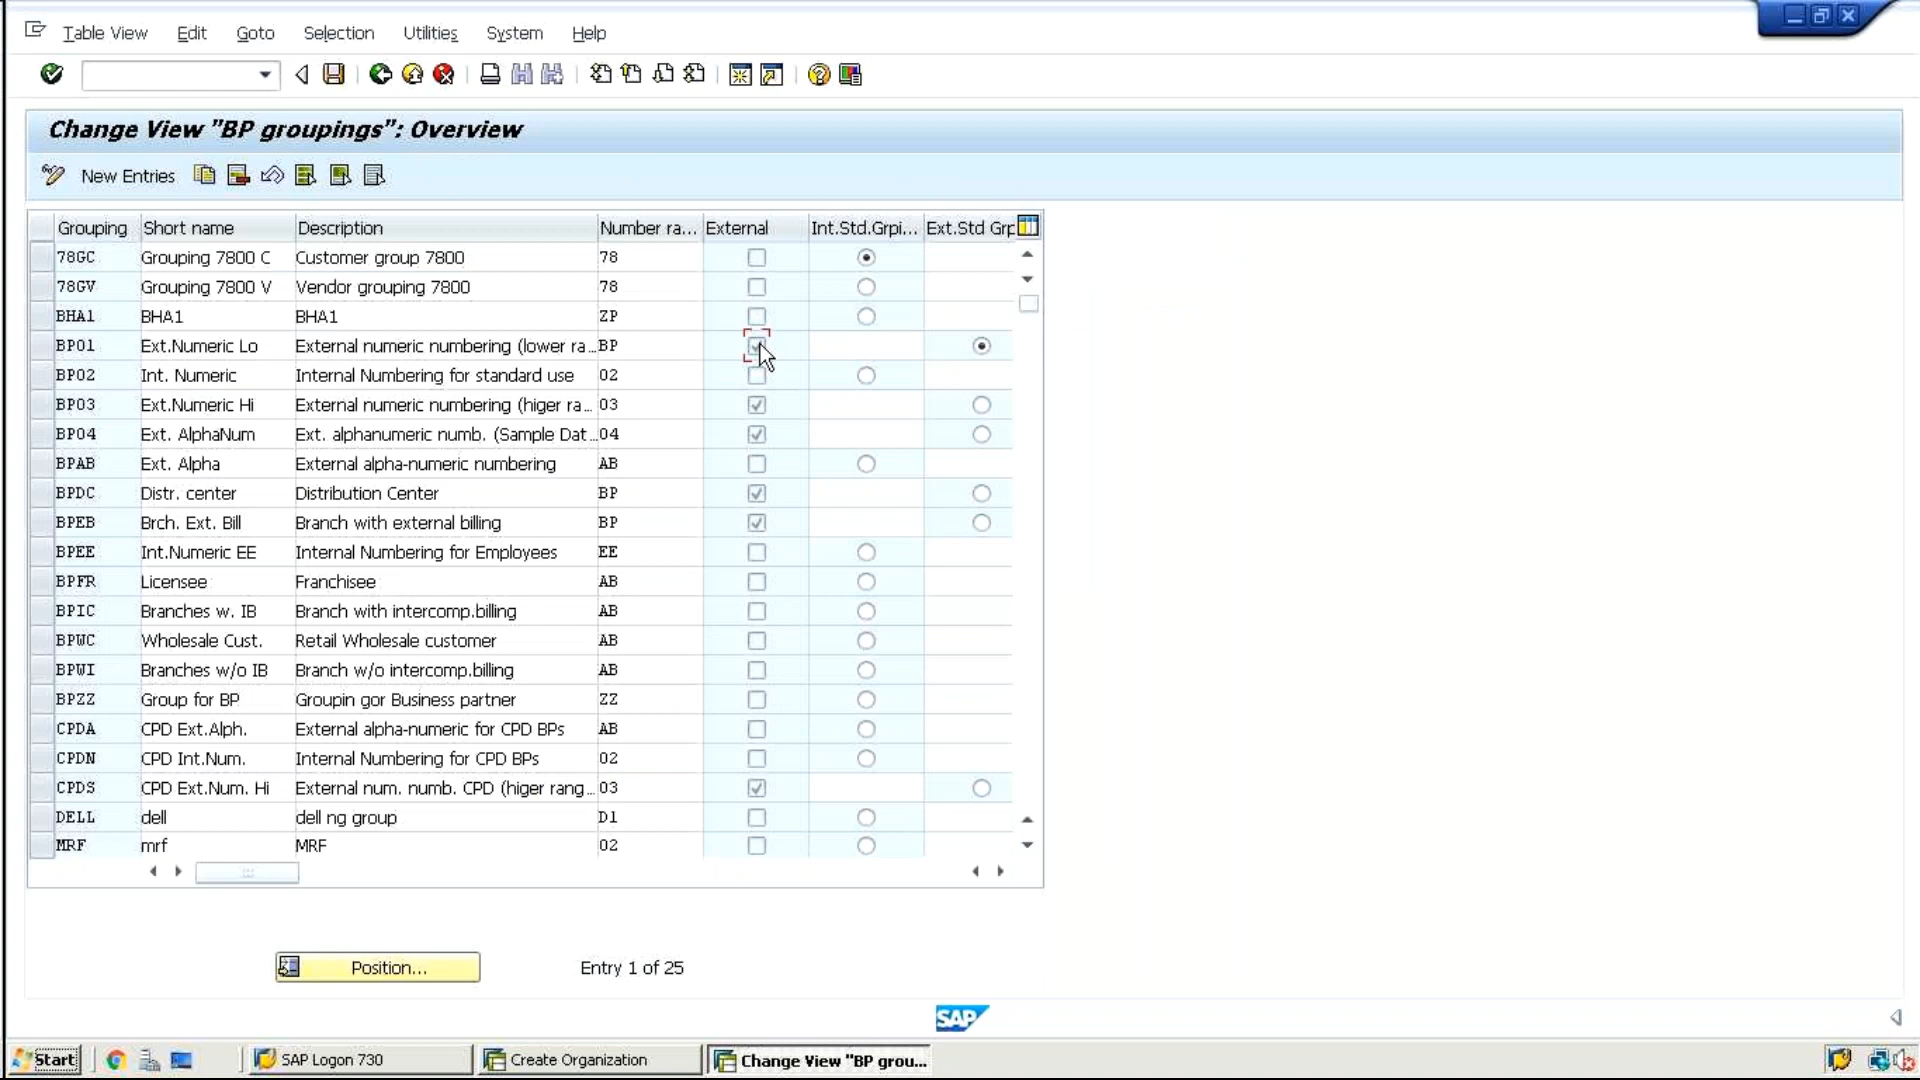 Table View Edit Goto Selection Utilities System Help
Change View "BP groupings": Overview
New Entries
Grouping Short name Description Number ra... External Int.Std.Grpi... Ext.Std Grp
78GC Grouping 7800 C Customer group 7800 78
78GV Grouping 7800 V Vendor grouping 7800 78
BHA1 BHA1 BHA1 ZP
BP01 Ext.Numeric Lo External numeric numbering (lower ra... BP
BP02 Int. Numeric Internal Numbering for standard use 02
BP03 Ext.Numeric Hi External numeric numbering (higer ra... 03
BP04 Ext. AlphaNum Ext. alphanumeric numb. (Sample Dat... 04
BPAB Ext. Alpha External alpha-numeric numbering AB
BPDC Distr. center Distribution Center BP
BPEB Brch. Ext. Bill Branch with external billing BP
BPEE Int.Numeric EE Internal Numbering for Employees EE
BPFR Licensee Franchisee AB
BPIC Branches w. IB Branch with intercomp.billing AB
BPWC Wholesale Cust. Retail Wholesale customer AB
BPWI Branches w/o IB Branch w/o intercomp.billing AB
BPZZ Group for BP Groupin gor Business partner ZZ
CPDA CPD Ext.Alph. External alpha-numeric for CPD BPs AB
CPDN CPD Int.Num. Internal Numbering for CPD BPs 02
CPDS CPD Ext.Num. Hi External num. numb. CPD (higer rang... 03
DELL dell dell ng group D1
MRF mrf MRF 02
Position... Entry 1 of 25
SAP
Start SAP Logon 730 Create Organization Change View "BP grou...